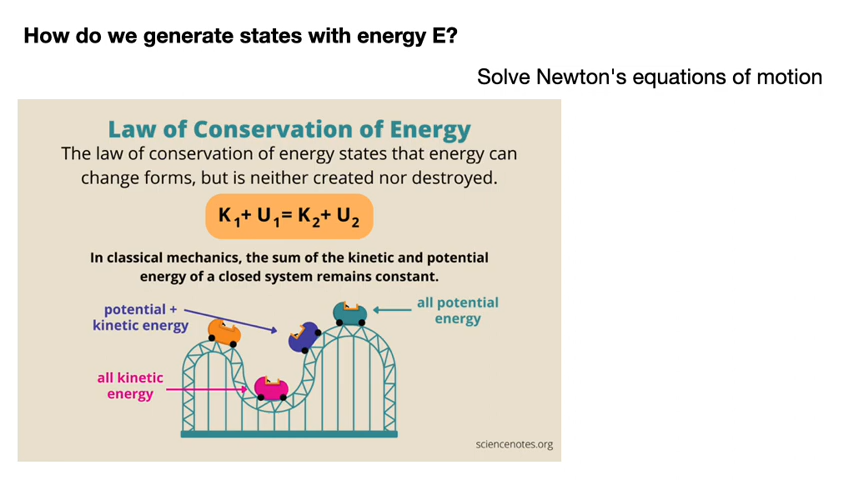 How do we generate states with energy E?
Solve Newton's equations of motion
Law of Conservation of Energy
The law of conservation of energy states that energy can
change forms, but is neither created nor destroyed.
K₁+ U₁= K₂+ U₂
In classical mechanics, the sum of the kinetic and potential
energy of a closed system remains constant.
potential +
kinetic energy
all potential
energy
all kinetic
energy
sciencenotes.org